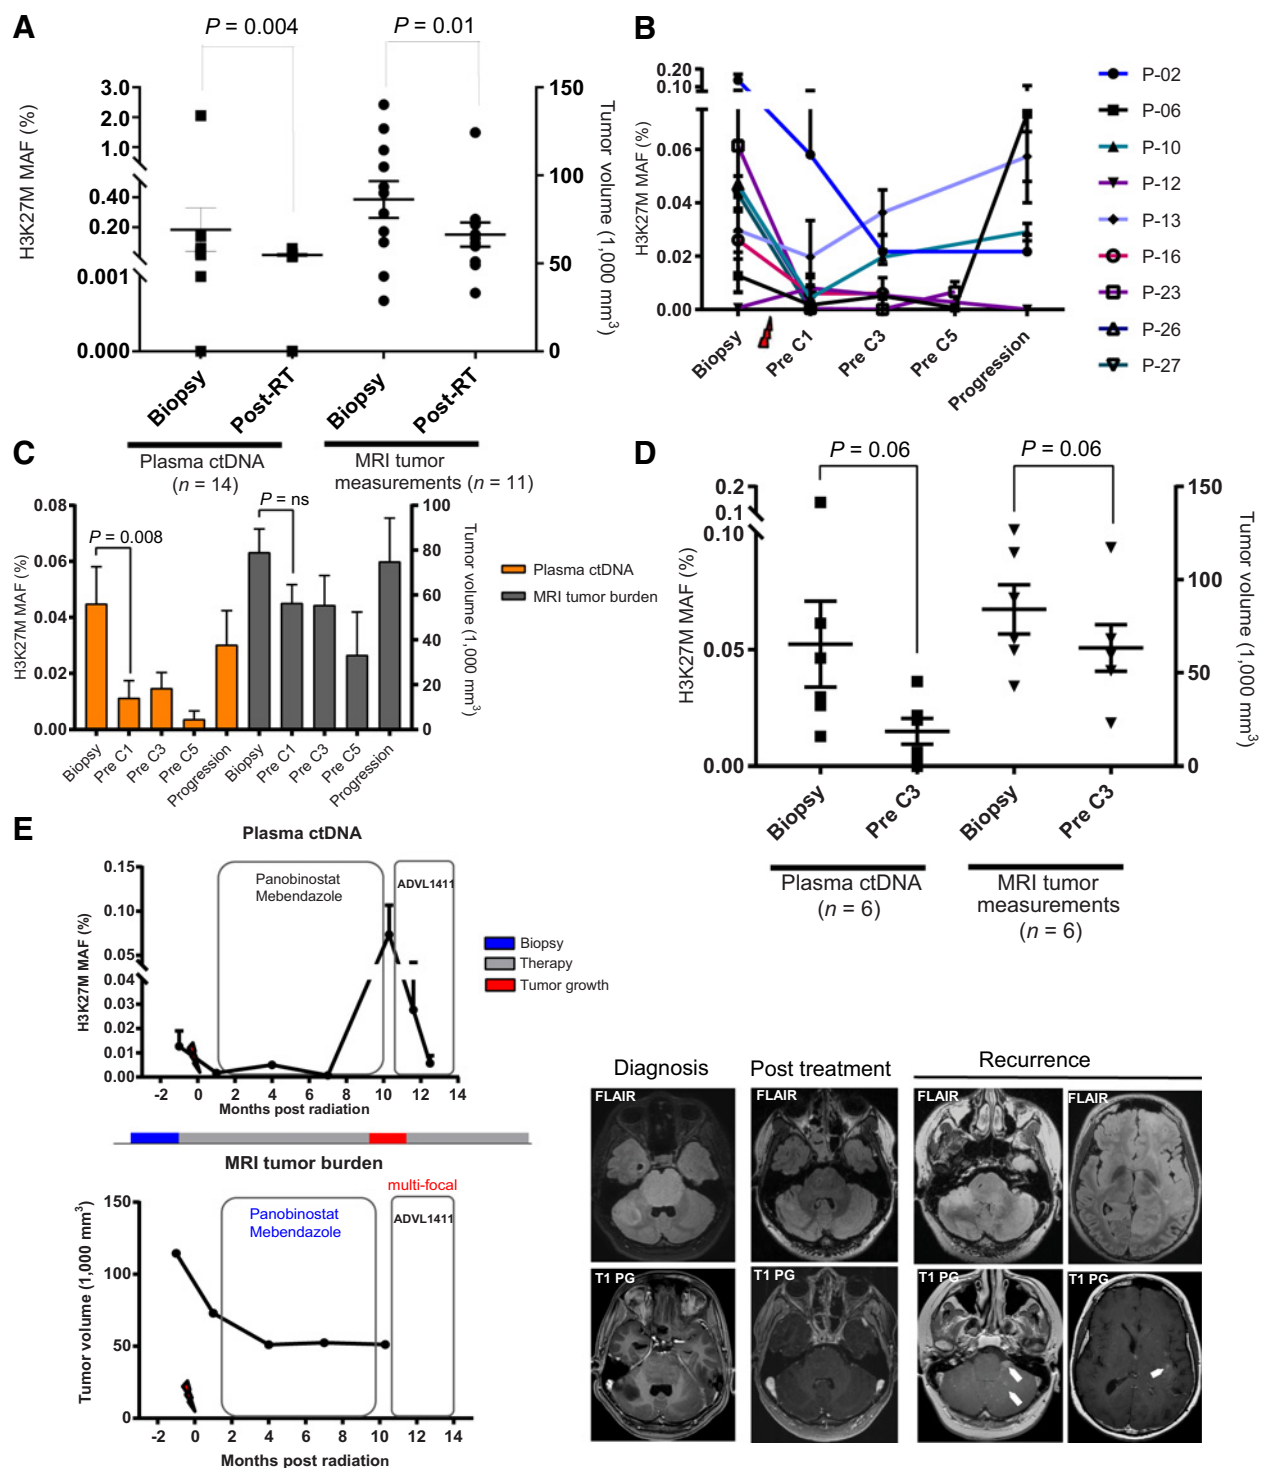 A
P = 0.004
P = 0.01
H3K27M MAF (%)
3.0
2.0
1.0
0.40
0.20
0.001
0.000
150
100
50
0
Tumor volume (1,000 mm3)
Biopsy
Post-RT
Biopsy
Post-RT
Plasma ctDNA
(n = 14)
MRI tumor
measurements (n = 11)
B
H3K27M MAF (%)
0.20
0.10
0.06
0.04
0.02
0.00
Biopsy
Pre C1
Pre C3
Pre C5
Progression
P-02
P-06
P-10
P-12
P-13
P-16
P-23
P-26
P-27
C
P = 0.008
P = ns
H3K27M MAF (%)
0.08
0.06
0.04
0.02
0.00
100
80
60
40
20
0
Tumor volume (1,000 mm3)
Biopsy
Pre C1
Pre C3
Pre C5
Progression
Biopsy
Pre C1
Pre C3
Pre C5
Progression
Plasma ctDNA
MRI tumor burden
D
P = 0.06
P = 0.06
H3K27M MAF (%)
0.2
0.1
0.10
0.05
0.00
150
100
50
0
Tumor volume (1,000 mm3)
Biopsy
Pre C3
Biopsy
Pre C3
Plasma ctDNA
(n = 6)
MRI tumor
measurements
(n = 6)
E
Plasma ctDNA
H3K27M MAF (%)
0.15
0.10
0.05
0.04
0.03
0.02
0.01
0.00
Panobinostat
Mebendazole
ADVL1411
-2 0 2 4 6 8 10 12 14
Months post radiation
Biopsy
Therapy
Tumor growth
MRI tumor burden
multi-focal
Tumor volume (1,000 mm3)
150
100
50
0
Panobinostat
Mebendazole
ADVL1411
-2 0 2 4 6 8 10 12 14
Months post radiation
Diagnosis
Post treatment
Recurrence
FLAIR
FLAIR
FLAIR
FLAIR
T1 PG
T1 PG
T1 PG
T1 PG